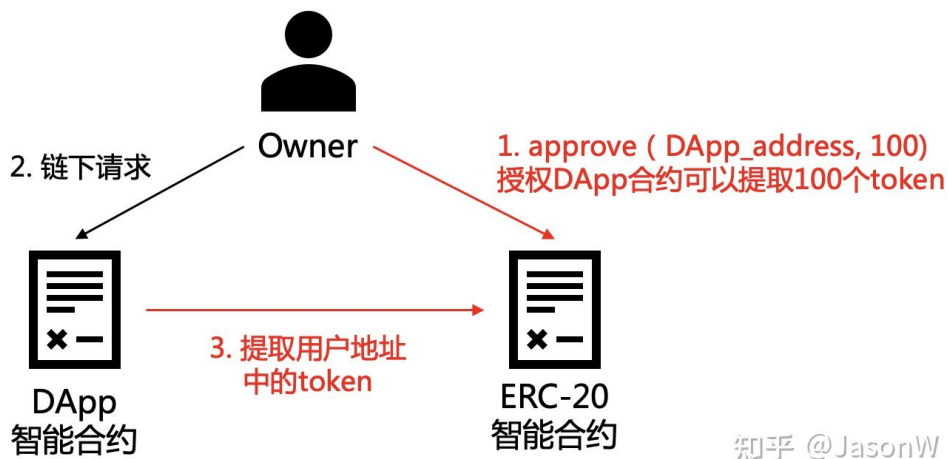 Owner
2. 链下请求
1. approve ( DApp_address, 100)
授权DApp合约可以提取100个token
3. 提取用户地址
中的token
DApp
智能合约
ERC-20
智能合约
知乎 @JasonW